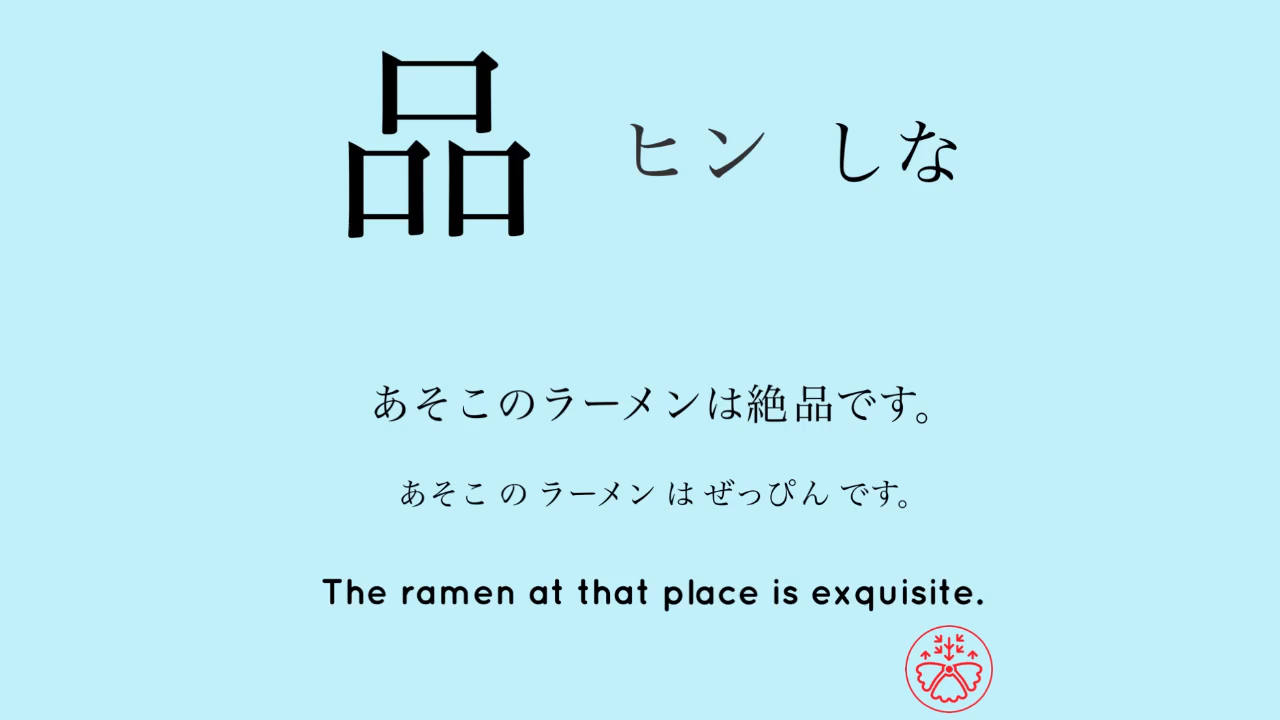 品 ヒン しな
あそこのラーメンは絶品です。
あそこ の ラーメン は ぜっぴん です。
The ramen at that place is exquisite.